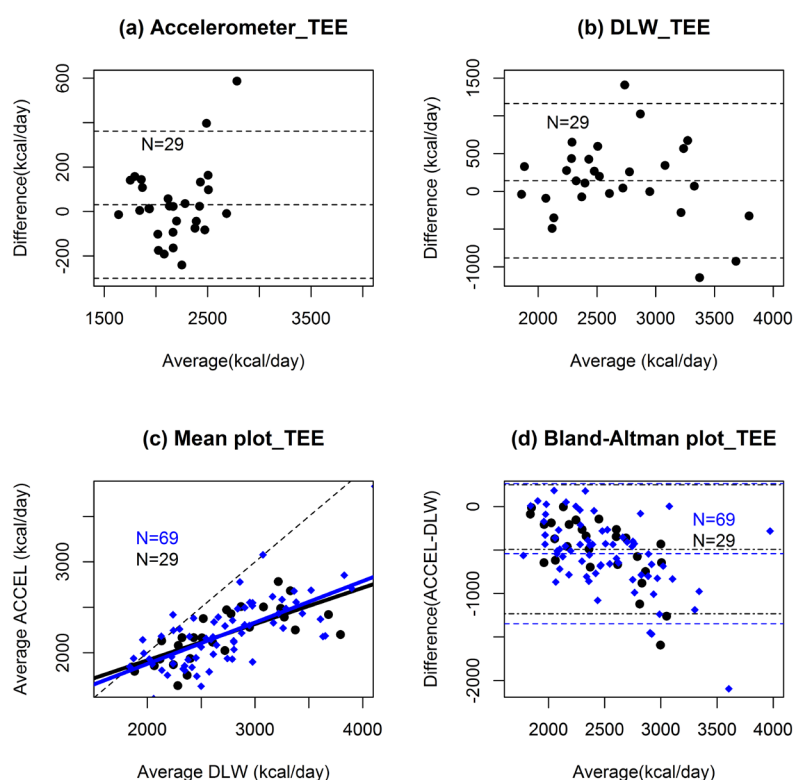 (a) Accelerometer_TEE
Difference(kcal/day)
600
200
0
-200
N=29
1500
2500
3500
Average(kcal/day)
(b) DLW_TEE
Difference (kcal/day)
1500
500
0
-1000
N=29
2000
2500
3000
3500
4000
Average (kcal/day)
(c) Mean plot_TEE
Average ACCEL (kcal/day)
3000
2000
N=69
N=29
2000
2500
3000
3500
4000
Average DLW (kcal/day)
(d) Bland-Altman plot_TEE
Difference(ACCEL-DLW)
0
-1000
-2000
N=69
N=29
2000
2500
3000
3500
4000
Average(kcal/day)